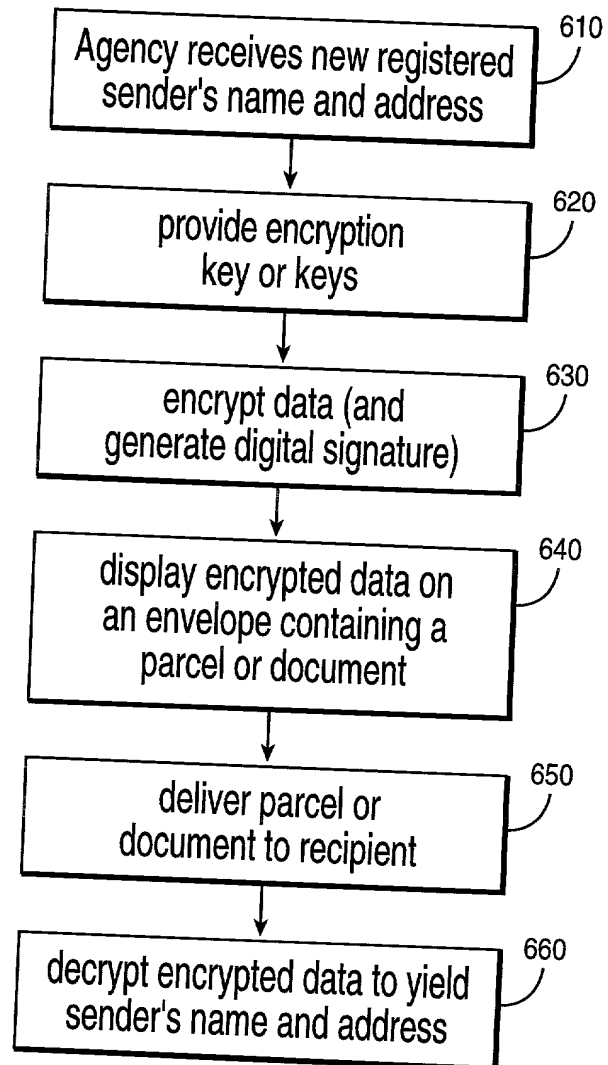 Agency receives new registered
sender's name and address
610
provide encryption
key or keys
620
encrypt data (and
generate digital signature)
630
display encrypted data on
an envelope containing a
parcel or document
640
deliver parcel or
document to recipient
650
decrypt encrypted data to yield
sender's name and address
660